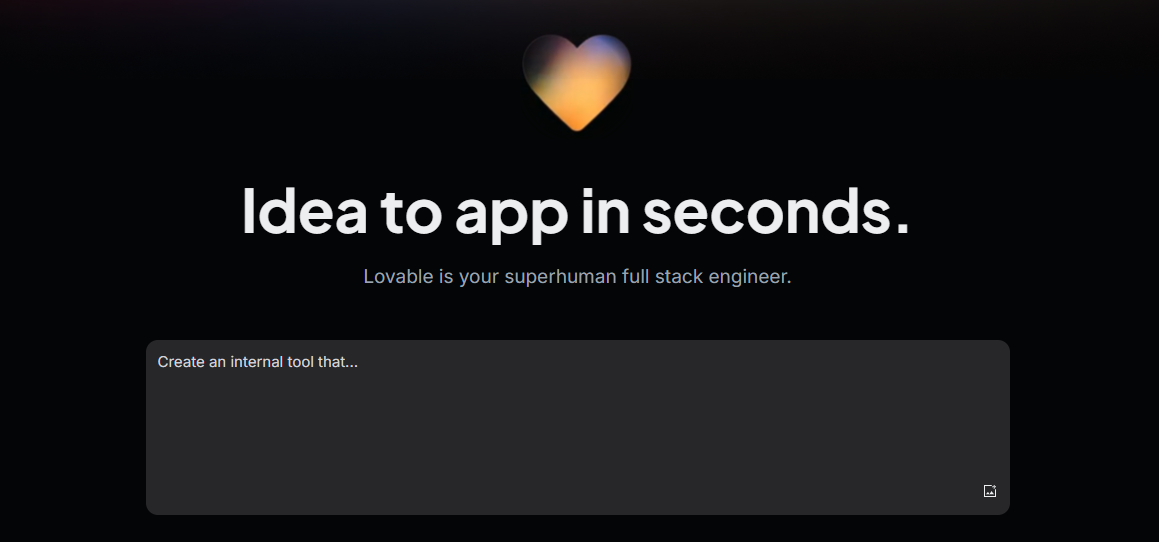 Idea to app in seconds.
Lovable is your superhuman full stack engineer.
Create an internal tool that...